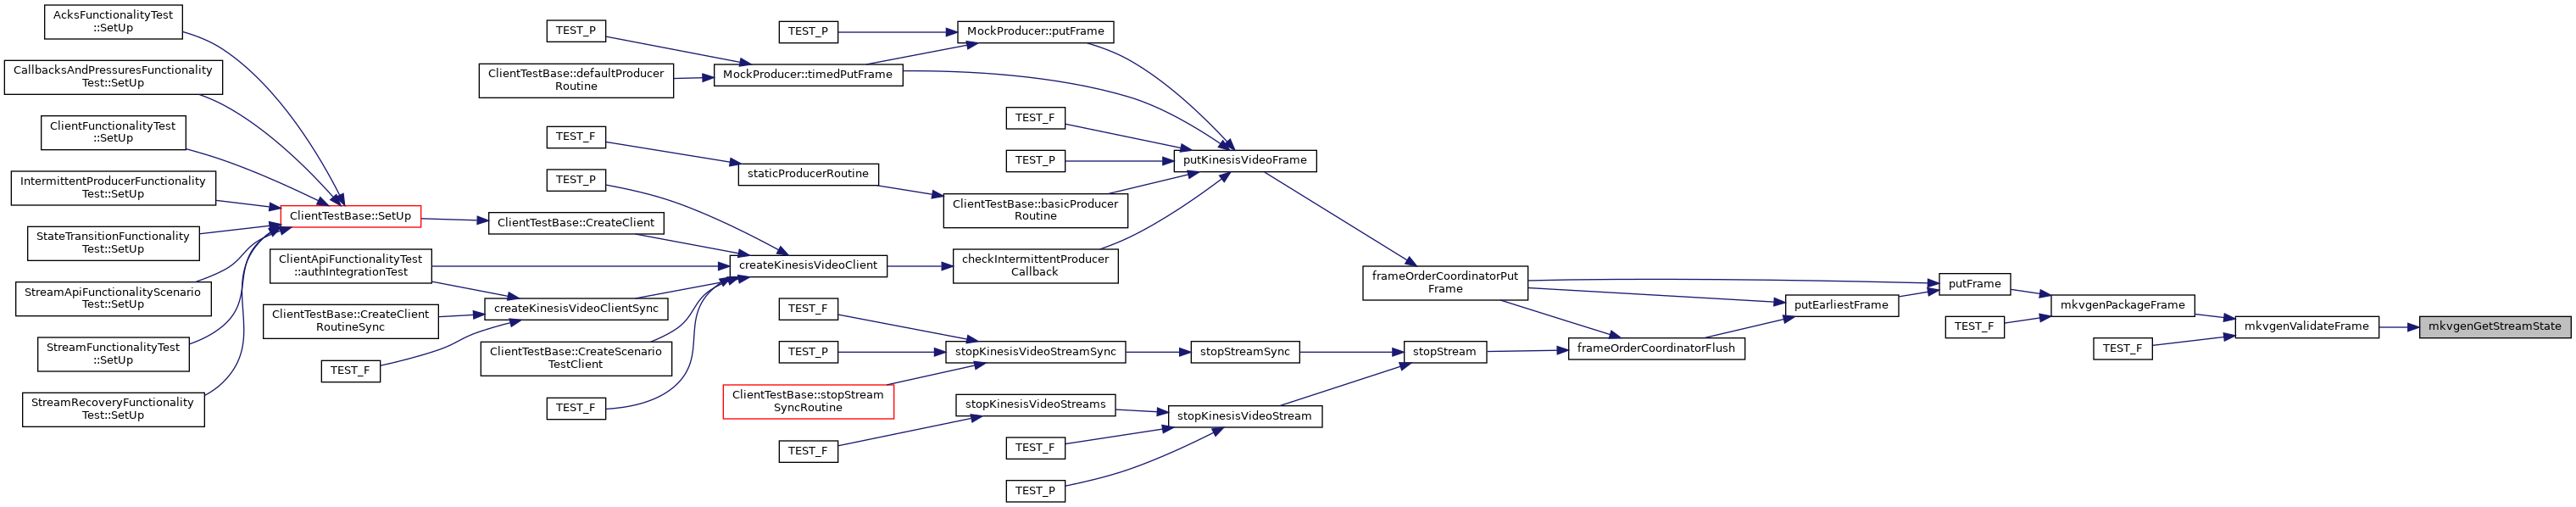 AcksFunctionalityTest
::SetUp
CallbacksAndPressuresFunctionality
Test::SetUp
ClientFunctionalityTest
::SetUp
IntermittentProducerFunctionality
Test::SetUp
StateTransitionFunctionality
Test::SetUp
StreamApiFunctionalityScenario
Test::SetUp
StreamFunctionalityTest
::SetUp
StreamRecoveryFunctionality
Test::SetUp
ClientTestBase::SetUp
ClientApiFunctionalityTest
::authIntegrationTest
ClientTestBase::CreateClient
RoutineSync
TEST_F
TEST_P
ClientTestBase::defaultProducer
Routine
TEST_F
TEST_P
ClientTestBase::CreateClient
createKinesisVideoClientSync
ClientTestBase::CreateScenario
TestClient
TEST_F
MockProducer::timedPutFrame
staticProducerRoutine
createKinesisVideoClient
TEST_P
TEST_F
TEST_P
ClientTestBase::stopStream
SyncRoutine
TEST_F
MockProducer::putFrame
TEST_F
TEST_P
ClientTestBase::basicProducer
Routine
checkIntermittentProducer
Callback
stopKinesisVideoStreamSync
stopKinesisVideoStreams
TEST_F
TEST_P
putKinesisVideoFrame
stopStreamSync
stopKinesisVideoStream
frameOrderCoordinatorPut
Frame
stopStream
frameOrderCoordinatorFlush
putEarliestFrame
putFrame
TEST_F
mkvgenPackageFrame
TEST_F
mkvgenValidateFrame
mkvgenGetStreamState